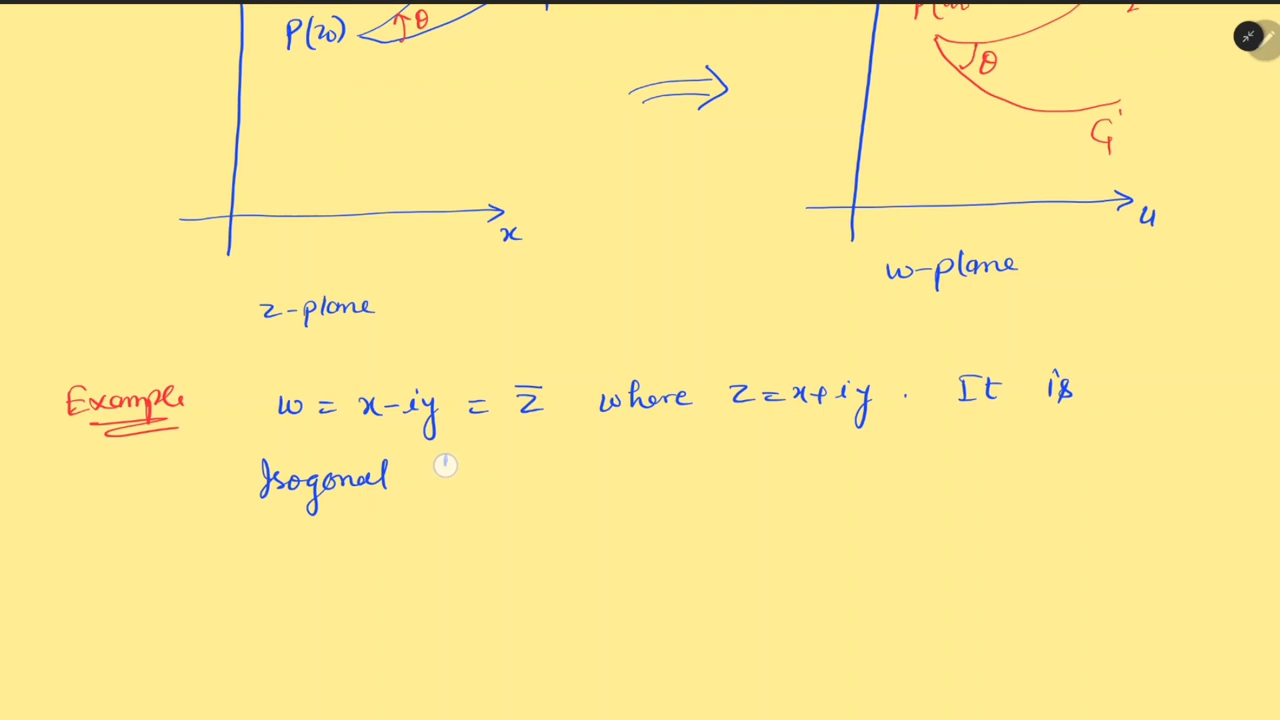 P(z0) θ
θ
G'
x
u
w-plane
z-plane
Example w = x-iy = z̅ where z = x+iy . It is
Isogonal